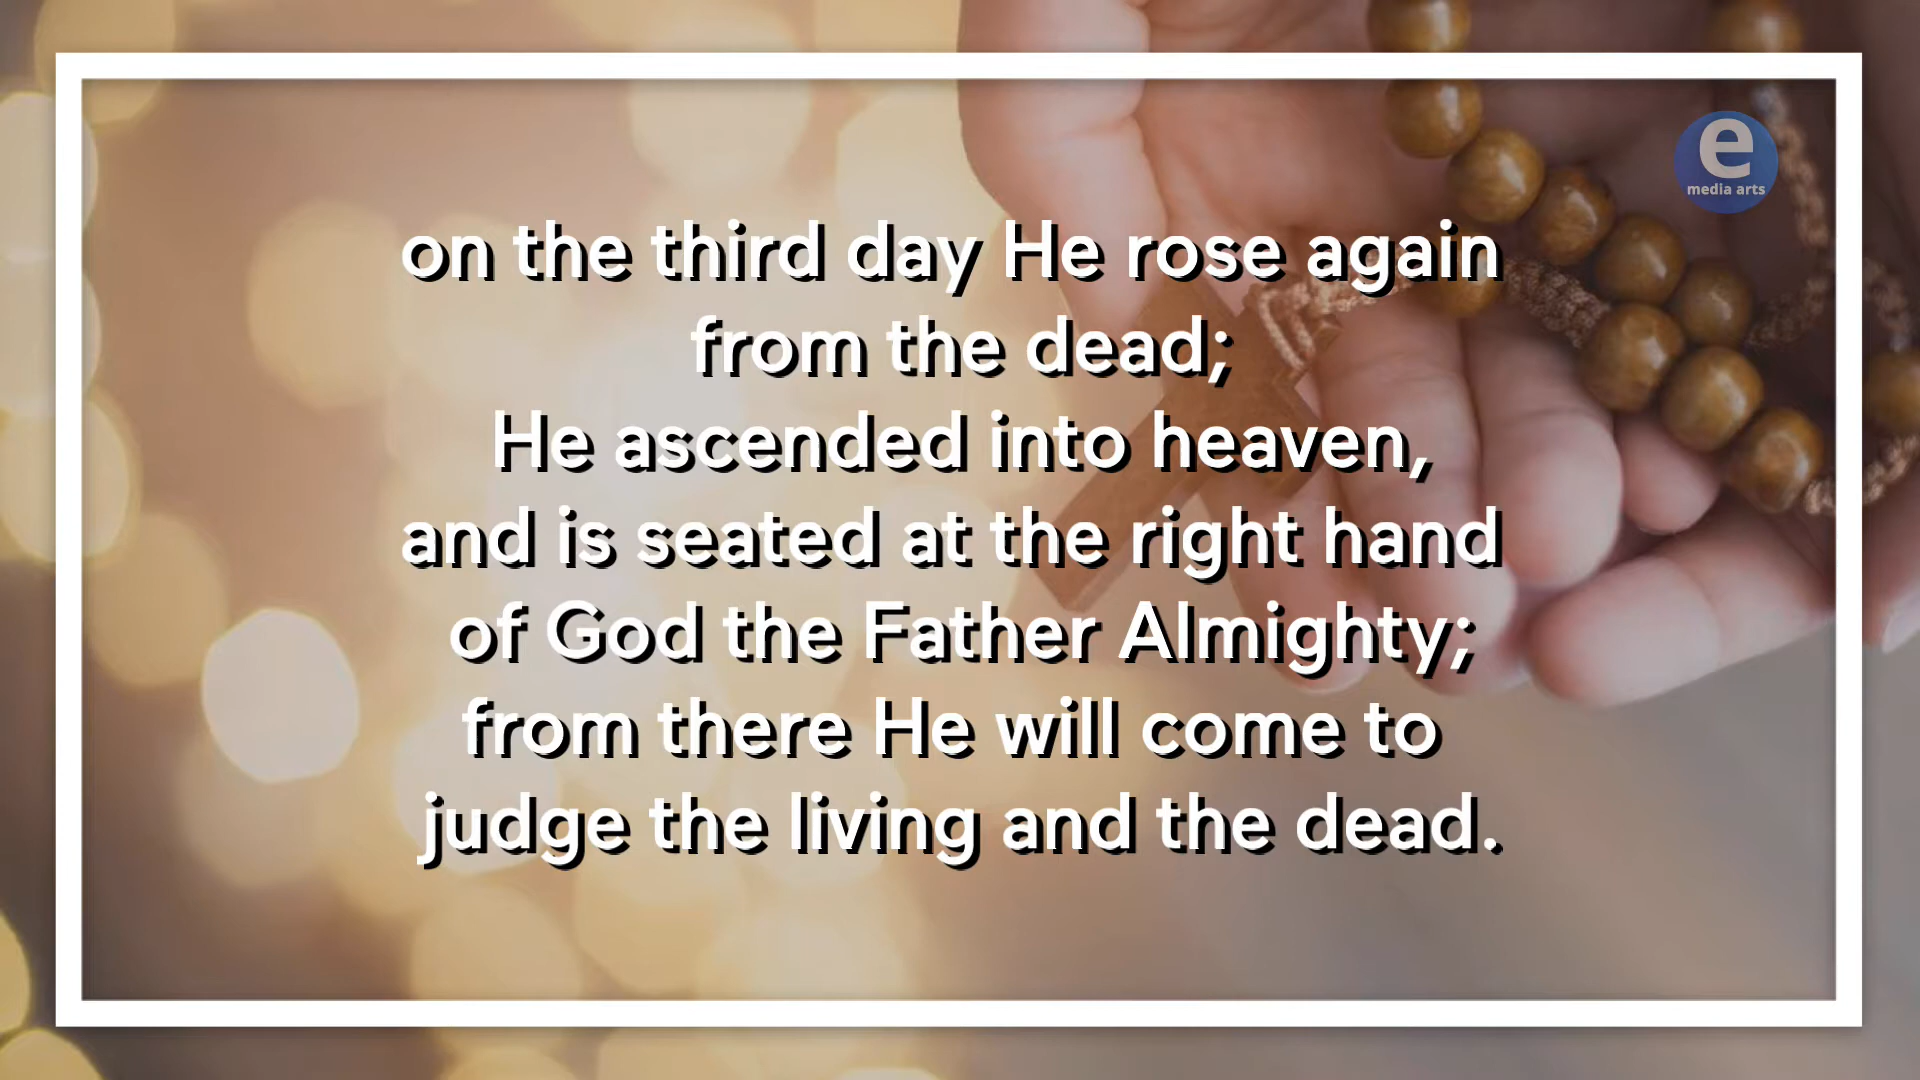 e
media arts
on the third day He rose again
from the dead;
He ascended into heaven,
and is seated at the right hand
of God the Father Almighty;
from there He will come to
judge the living and the dead.